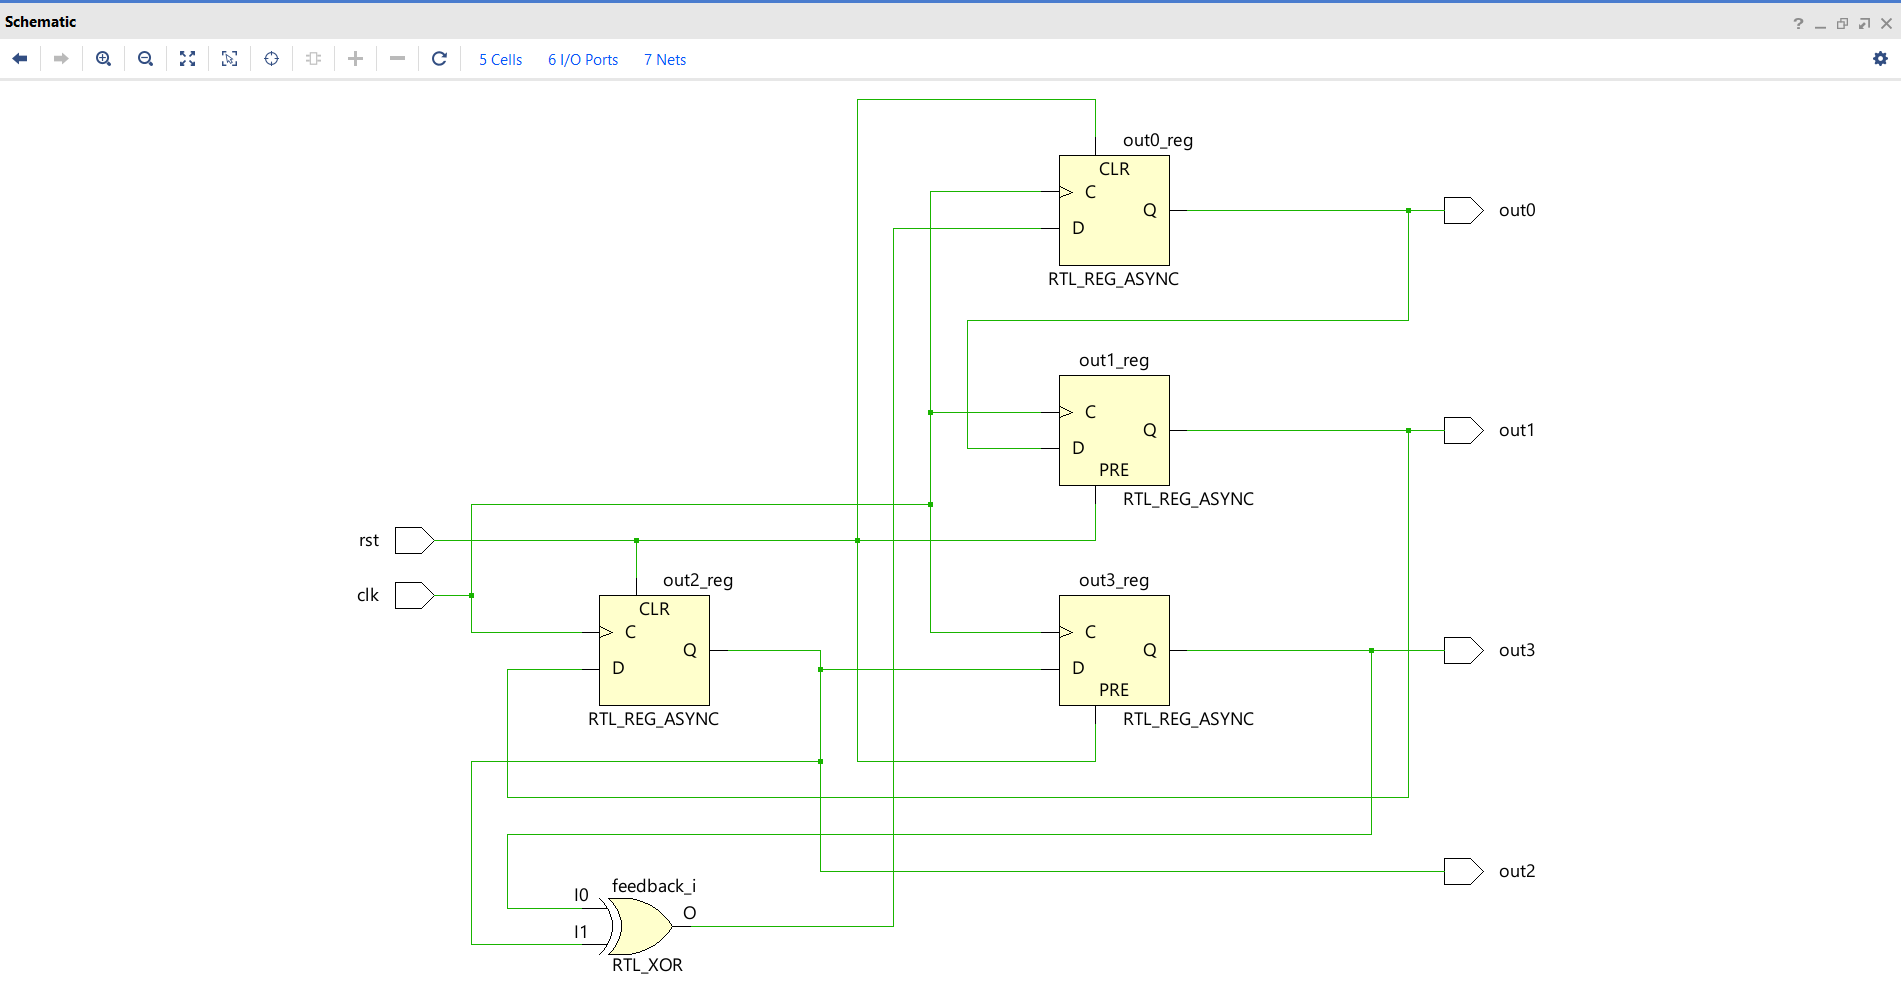 Schematic
5 Cells 6 I/O Ports 7 Nets
out0_reg
CLR
C
Q
D
RTL_REG_ASYNC
out0
out1_reg
C
Q
D
PRE
RTL_REG_ASYNC
out1
rst
clk
out2_reg
CLR
C
Q
D
RTL_REG_ASYNC
out3_reg
C
Q
D
PRE
RTL_REG_ASYNC
out3
out2
feedback_i
I0
O
I1
RTL_XOR